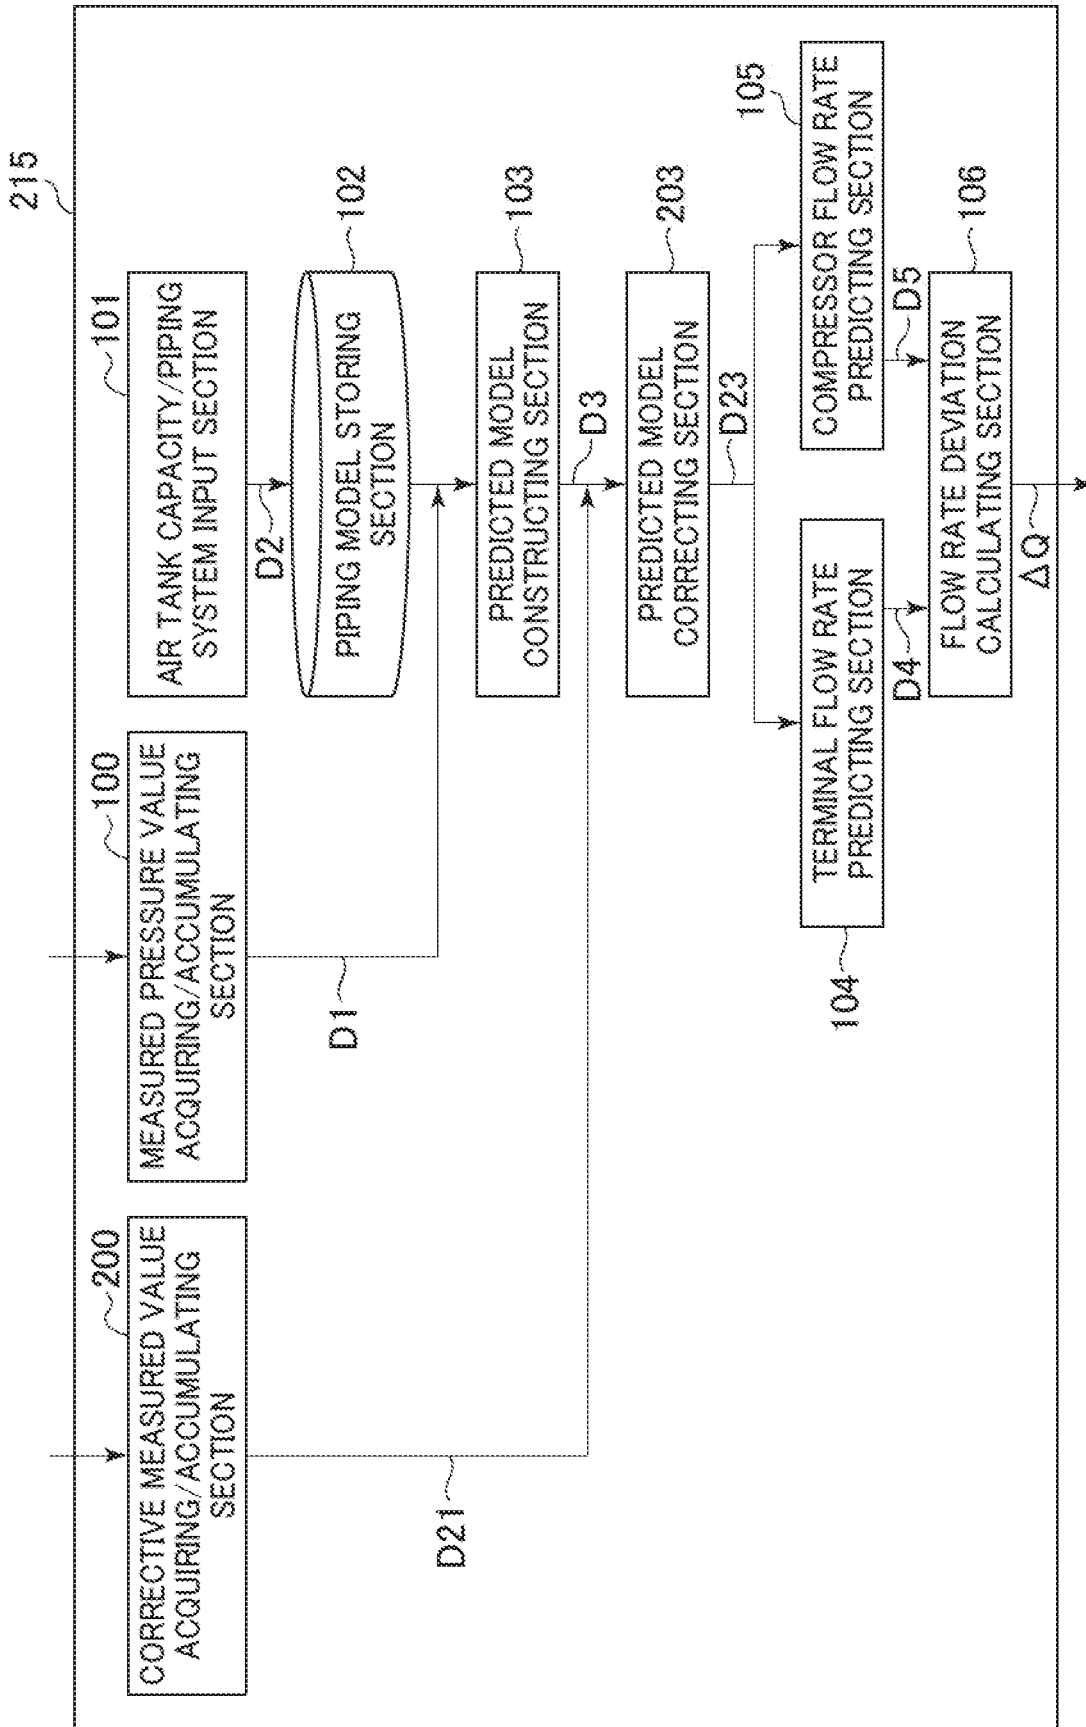 215
200
CORRECTIVE MEASURED VALUE
ACQUIRING/ACCUMULATING
SECTION
100
MEASURED PRESSURE VALUE
ACQUIRING/ACCUMULATING
SECTION
101
AIR TANK CAPACITY/PIPING
SYSTEM INPUT SECTION
D2
102
PIPING MODEL STORING
SECTION
D1
103
PREDICTED MODEL
CONSTRUCTING SECTION
D21
D3
203
PREDICTED MODEL
CORRECTING SECTION
D23
104
TERMINAL FLOW RATE
PREDICTING SECTION
105
COMPRESSOR FLOW RATE
PREDICTING SECTION
D4
D5
106
FLOW RATE DEVIATION
CALCULATING SECTION
ΔQ